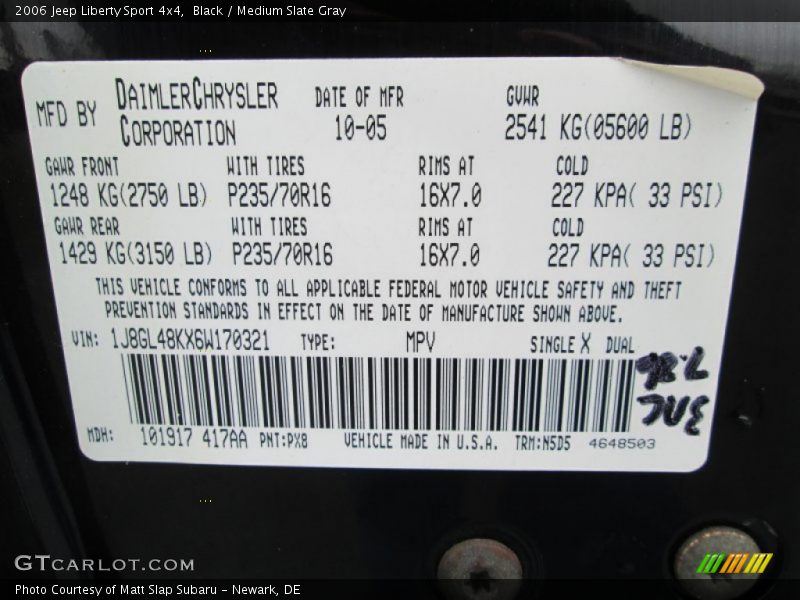 2006 Jeep Liberty Sport 4x4, Black / Medium Slate Gray
MFD BY DAIMLERCHRYSLER CORPORATION DATE OF MFR 10-05 GVWR 2541 KG(05600 LB)
GAWR FRONT WITH TIRES RIMS AT COLD
1248 KG(2750 LB) P235/70R16 16X7.0 227 KPA( 33 PSI)
GAWR REAR WITH TIRES RIMS AT COLD
1429 KG(3150 LB) P235/70R16 16X7.0 227 KPA( 33 PSI)
THIS VEHICLE CONFORMS TO ALL APPLICABLE FEDERAL MOTOR VEHICLE SAFETY AND THEFT
PREVENTION STANDARDS IN EFFECT ON THE DATE OF MANUFACTURE SHOWN ABOVE.
VIN: 1J8GL48KX6W170321 TYPE: MPV SINGLE X DUAL
MDH: 101917 417AA PNT:PX8 VEHICLE MADE IN U.S.A. TRM:N5D5 4648503
GTCARLOT.COM
Photo Courtesy of Matt Slap Subaru - Newark, DE